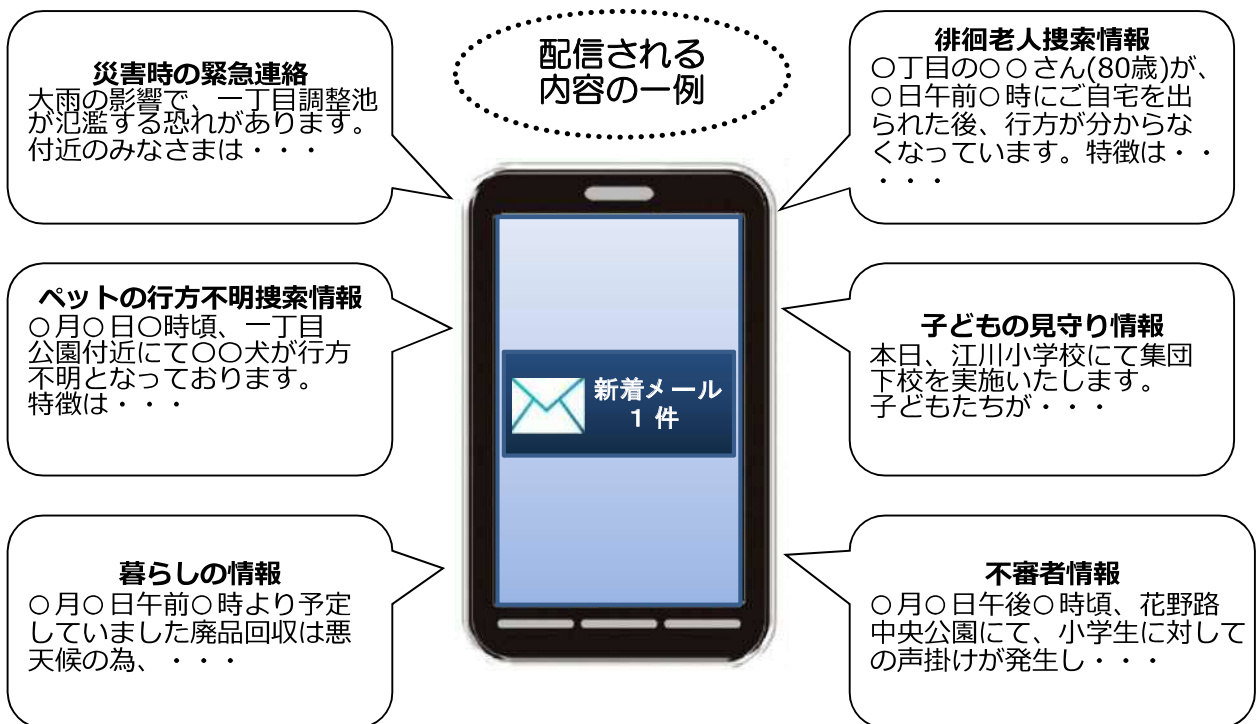 配信される
内容の一例
災害時の緊急連絡
大雨の影響で、一丁目調整池
が氾濫する恐れがあります。
付近のみなさまは・・・
徘徊老人捜索情報
○丁目の○○さん(80歳)が、
○日午前○時にご自宅を出
られた後、行方が分からな
くなっています。特徴は・・
・・・
ペットの行方不明捜索情報
○月○日○時頃、一丁目
公園付近にて○○犬が行方
不明となっております。
特徴は・・・
新着メール
1 件
子どもの見守り情報
本日、江川小学校にて集団
下校を実施いたします。
子どもたちが・・・
暮らしの情報
○月○日午前○時より予定
していました廃品回収は悪
天候の為、・・・
不審者情報
○月○日午後○時頃、花野路
中央公園にて、小学生に対して
の声掛けが発生し・・・